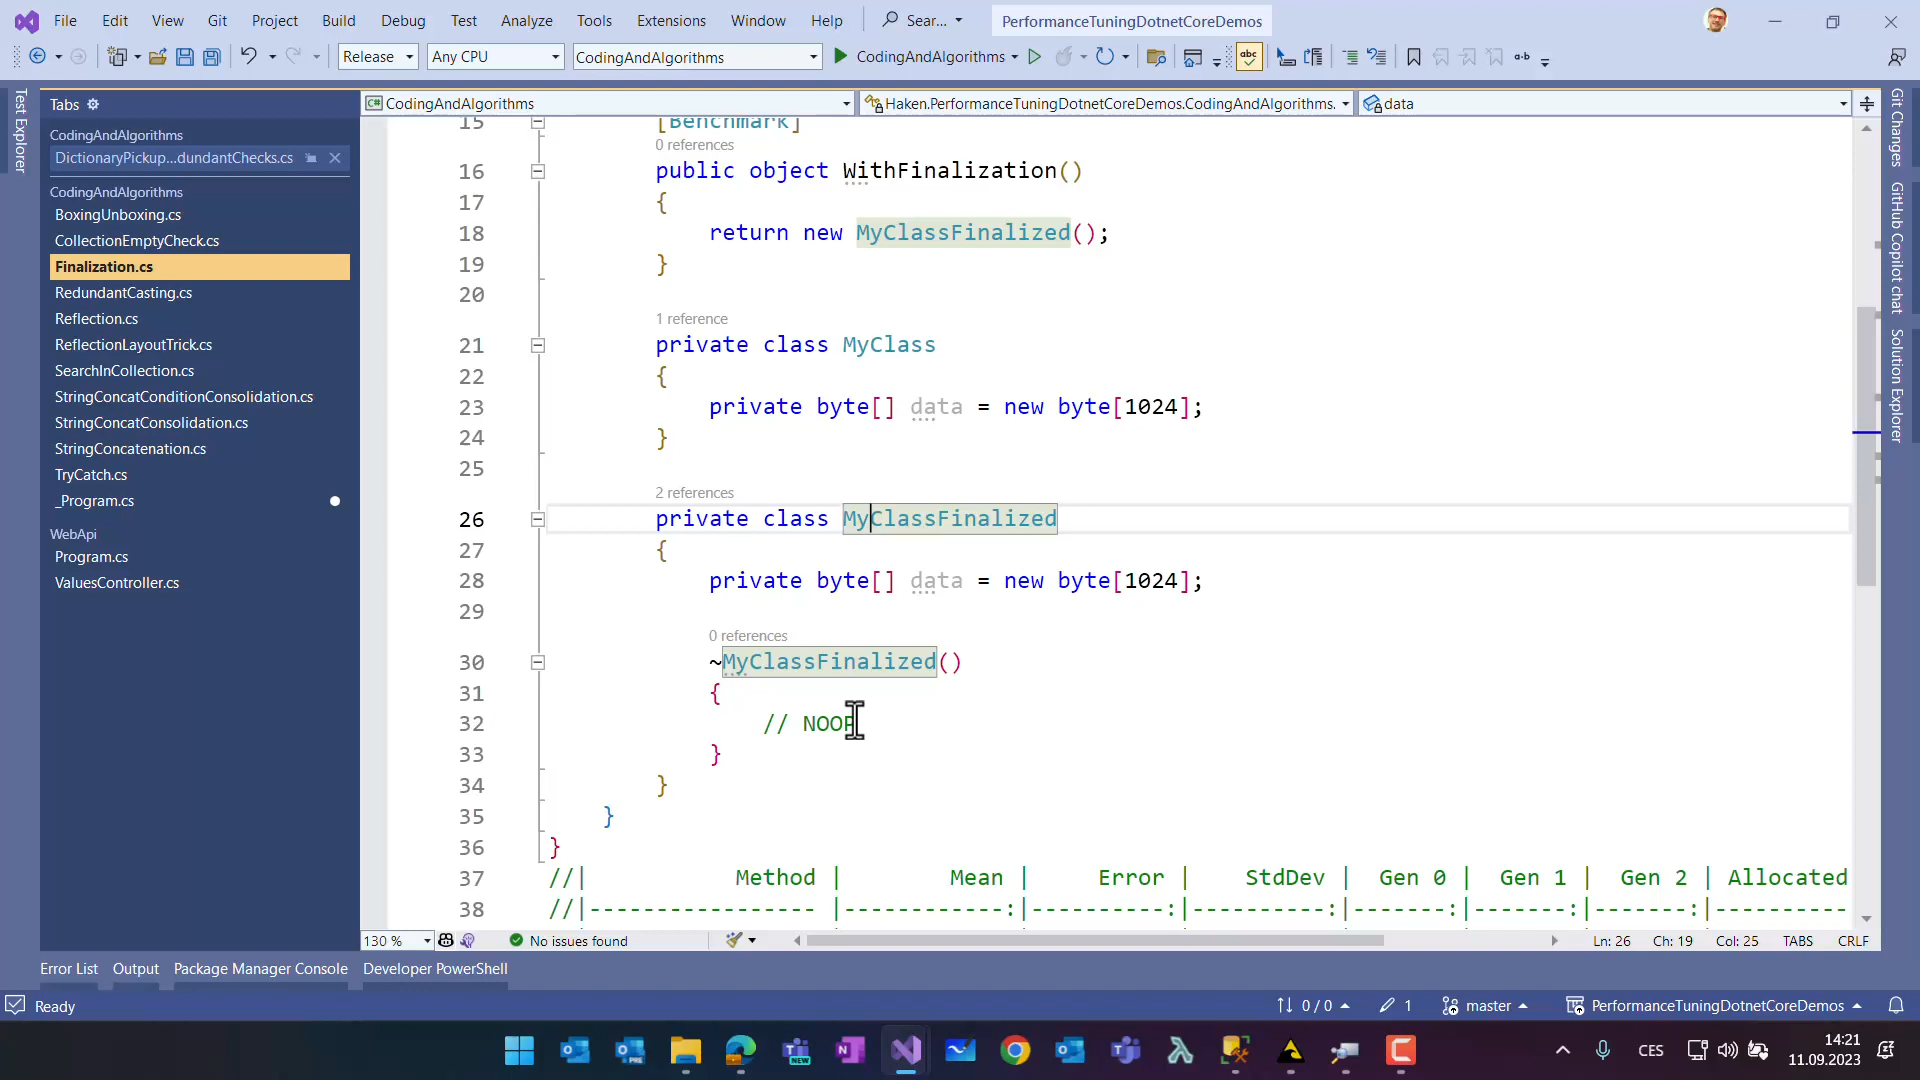 File Edit View Git Project Build Debug Test Analyze Tools Extensions Window Help Sear... PerformanceTuningDotnetCoreDemos
Release Any CPU CodingAndAlgorithms CodingAndAlgorithms
Test Explorer
Tabs
CodingAndAlgorithms
DictionaryPickup...dundantChecks.cs
CodingAndAlgorithms
BoxingUnboxing.cs
CollectionEmptyCheck.cs
Finalization.cs
RedundantCasting.cs
Reflection.cs
ReflectionLayoutTrick.cs
SearchInCollection.cs
StringConcatConditionConsolidation.cs
StringConcatConsolidation.cs
StringConcatenation.cs
TryCatch.cs
_Program.cs
WebApi
Program.cs
ValuesController.cs
CodingAndAlgorithms Haken.PerformanceTuningDotnetCoreDemos.CodingAndAlgorithms. data
15 [Benchmark]
0 references
16 public object WithFinalization()
17 {
18 return new MyClassFinalized();
19 }
20
1 reference
21 private class MyClass
22 {
23 private byte[] data = new byte[1024];
24 }
25
2 references
26 private class MyClassFinalized
27 {
28 private byte[] data = new byte[1024];
29
0 references
30 ~MyClassFinalized()
31 {
32 // NOOP
33 }
34 }
35 }
36 }
37 //| Method | Mean | Error | StdDev | Gen 0 | Gen 1 | Gen 2 | Allocated
38 //|----------------- |------------:|----------:|----------:|-------:|-------:|-------:|----------
130 % No issues found Ln: 26 Ch: 19 Col: 25 TABS CRLF
Git Changes
GitHub Copilot chat
Solution Explorer
Error List Output Package Manager Console Developer PowerShell
Ready 0 / 0 1 master PerformanceTuningDotnetCoreDemos
CES 14:21
11.09.2023